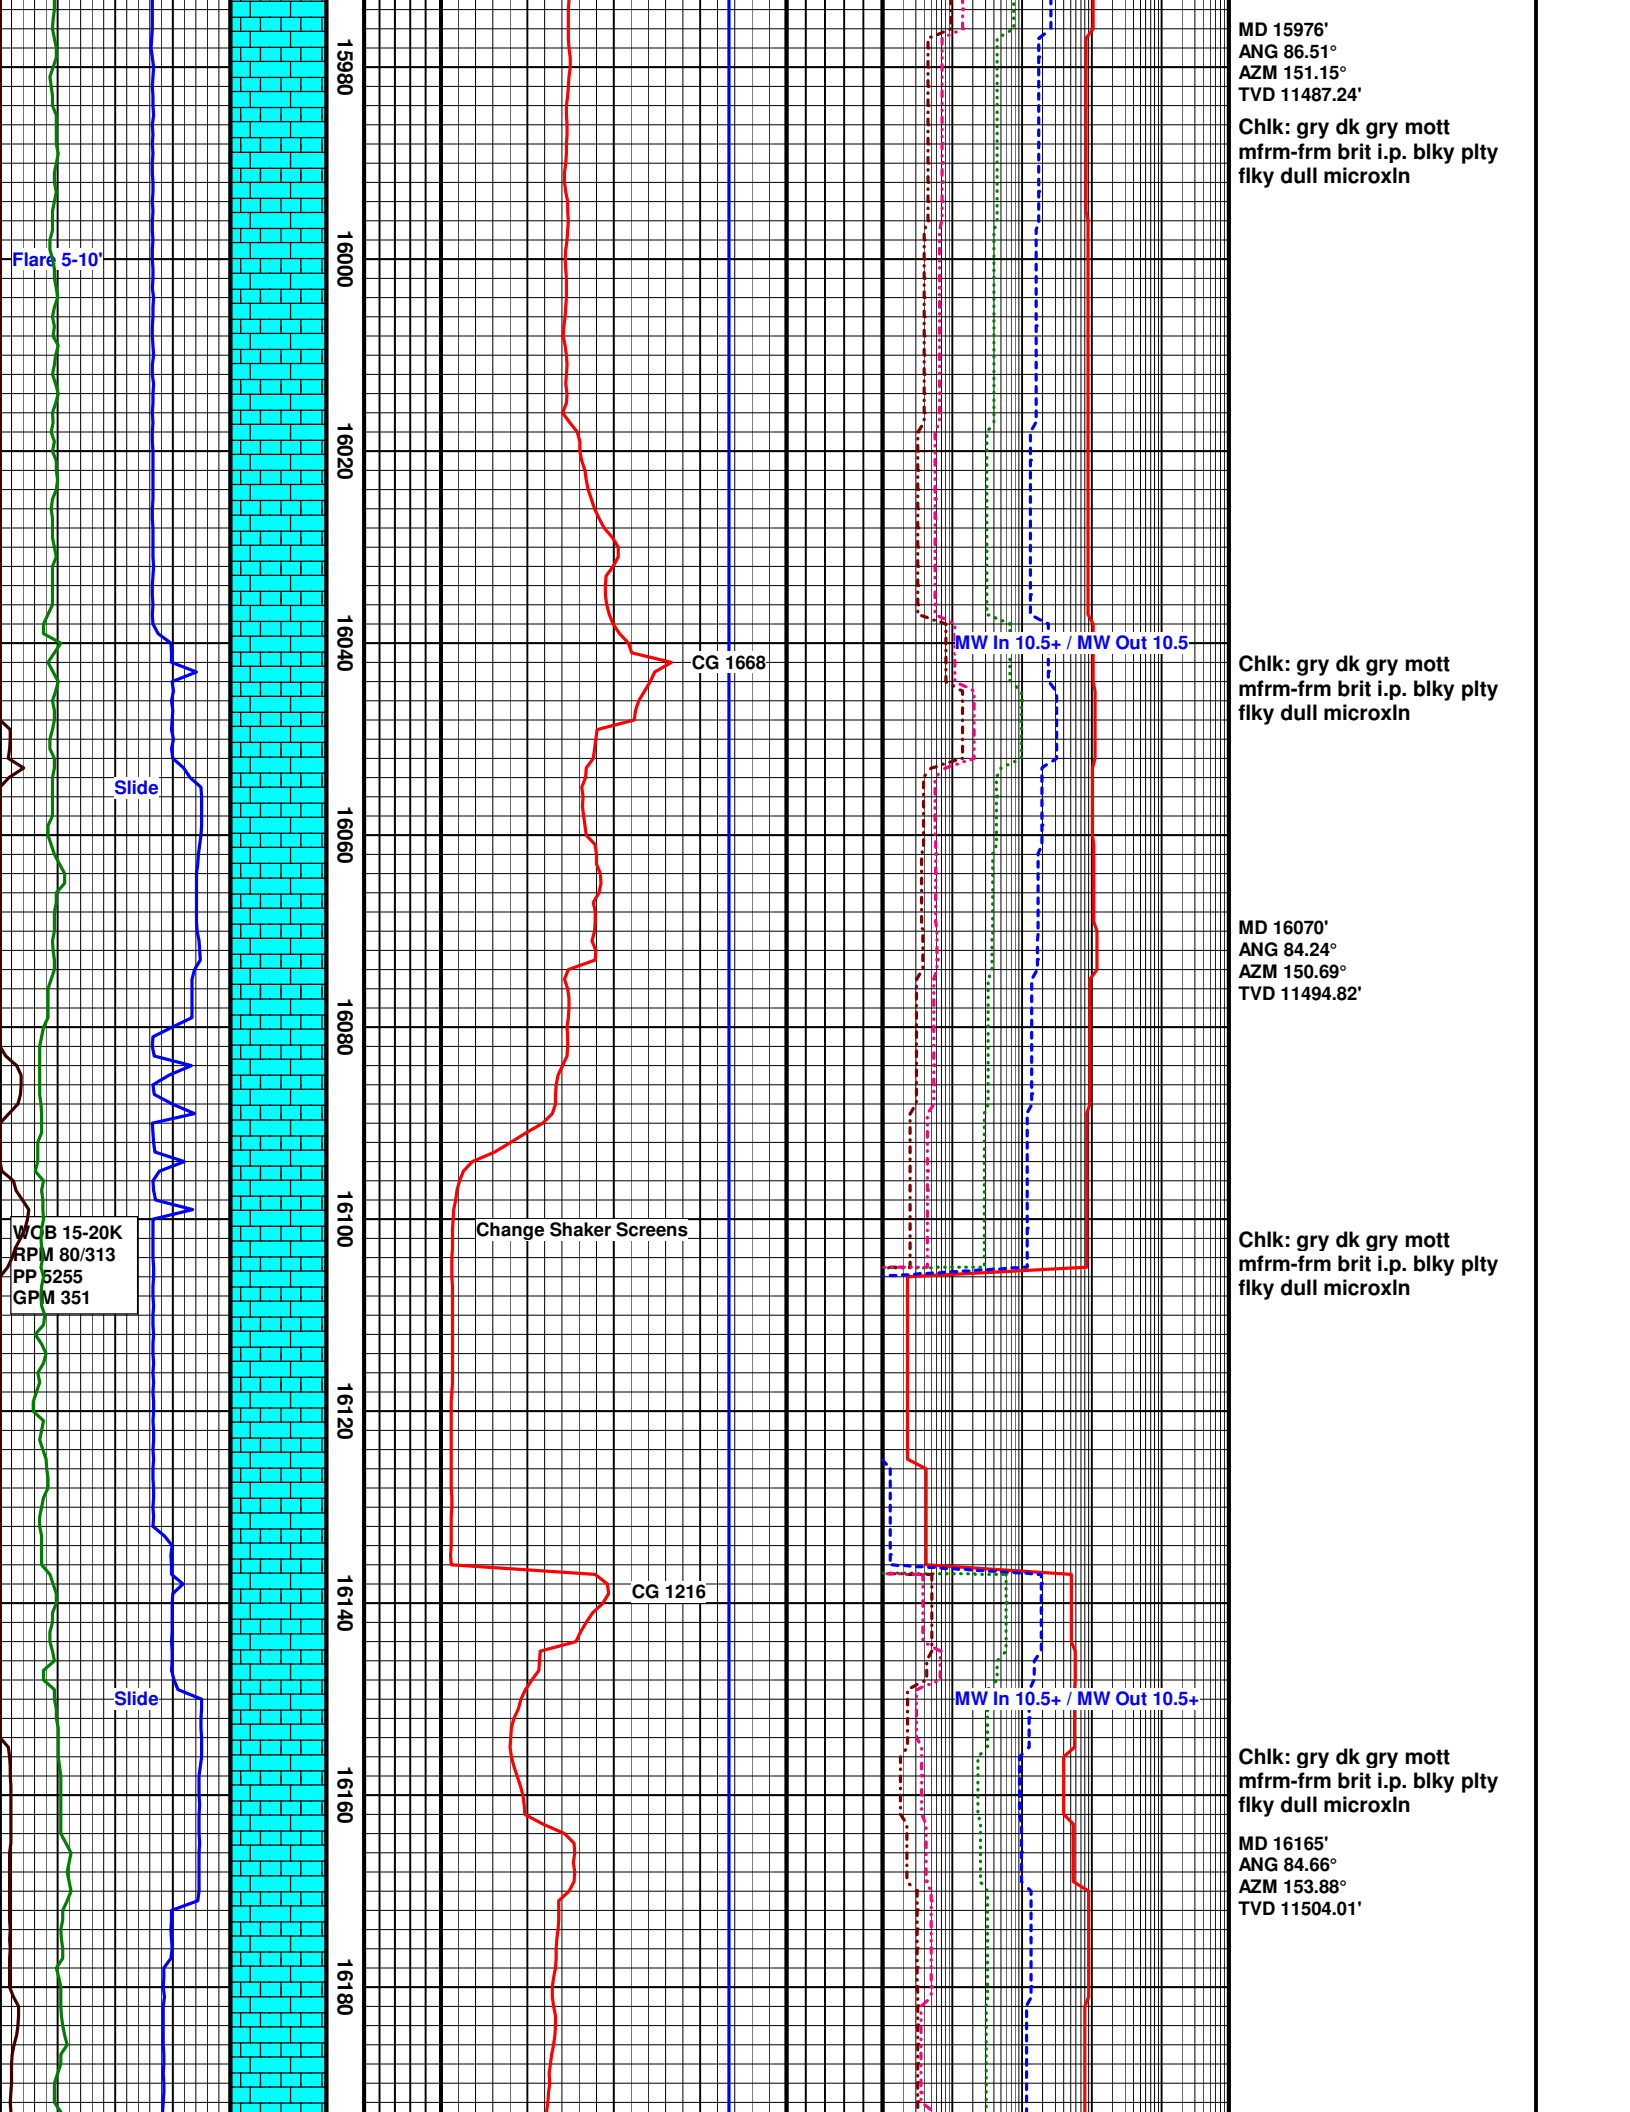 MD 15976'
ANG 86.51°
AZM 151.15°
TVD 11487.24'
15980
Chlk: gry dk gry mott
mfrm-frm brit i.p. blky plty
flky dull microxln
Flare 5-10'
16000
16020
16040
MW In 10.5+ / MW Out 10.5
CG 1668
Chlk: gry dk gry mott
mfrm-frm brit i.p. blky plty
flky dull microxln
Slide
16060
MD 16070'
ANG 84.24°
AZM 150.69°
TVD 11494.82'
16080
16100
WOB 15-20K
RPM 80/313
PP 5255
GPM 351
Change Shaker Screens
Chlk: gry dk gry mott
mfrm-frm brit i.p. blky plty
flky dull microxln
16120
CG 1216
16140
Slide
MW In 10.5+ / MW Out 10.5+
Chlk: gry dk gry mott
mfrm-frm brit i.p. blky plty
flky dull microxln
16160
MD 16165'
ANG 84.66°
AZM 153.88°
TVD 11504.01'
16180